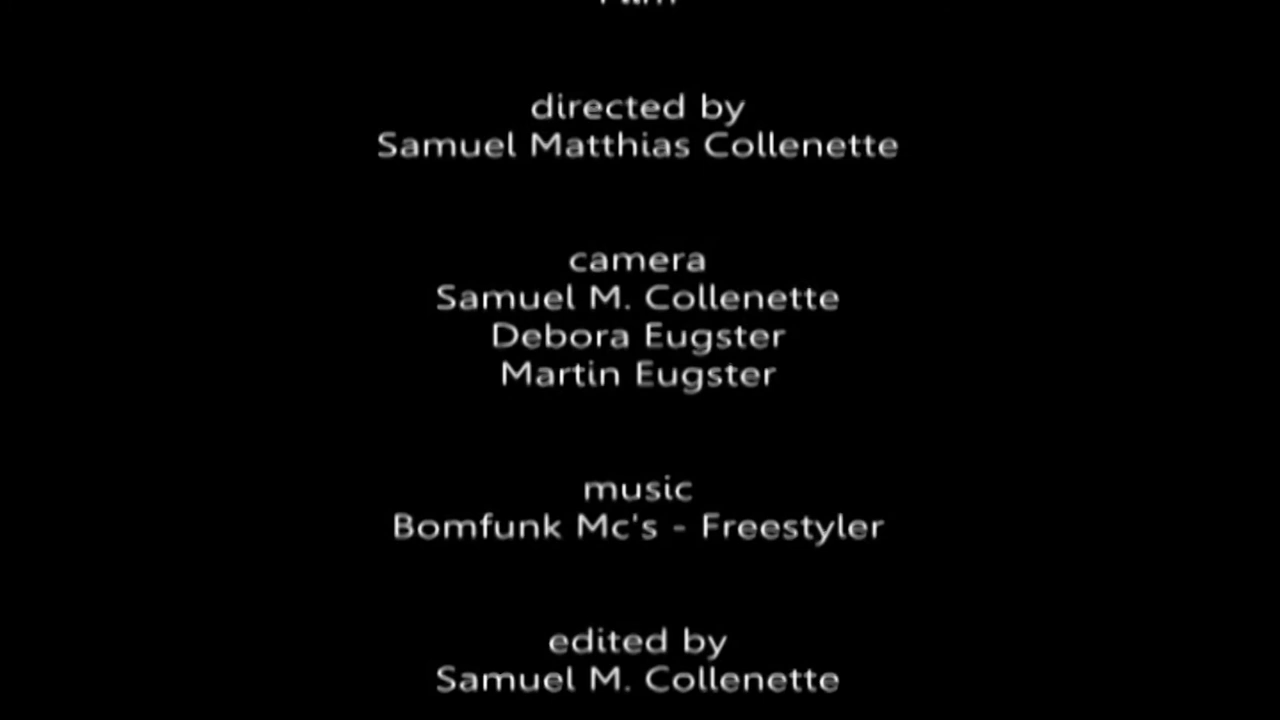 directed by
Samuel Matthias Collenette
camera
Samuel M. Collenette
Debora Eugster
Martin Eugster
music
Bomfunk Mc's - Freestyler
edited by
Samuel M. Collenette